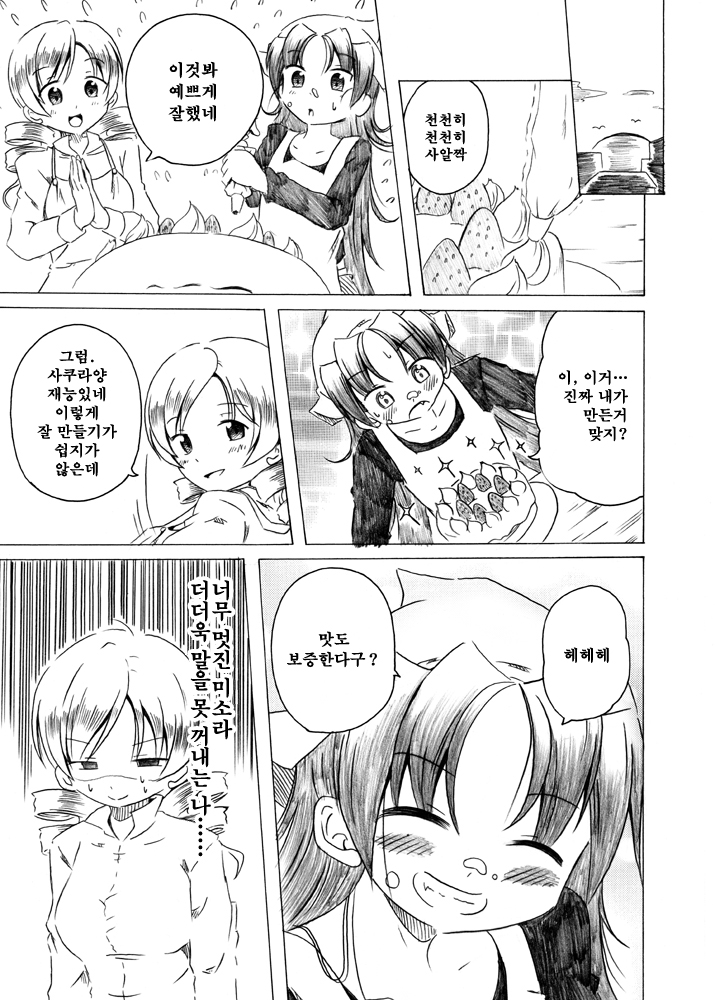 천천히
천천히
사알짝
이것봐
예쁘게
잘했네
이, 이거…
진짜 내가
만든거
맞지?
그럼.
사쿠라양
재능있네
이렇게
잘 만들기가
쉽지가
않은데
헤헤헤
맛도
보증한다구?
너무 멋진 미소라
더더욱 말을 못 꺼내는 나……